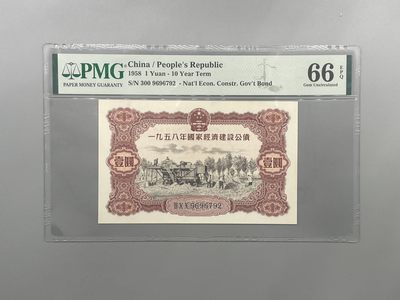 PMG
PAPER MONEY GUARANTY
China / People's Republic
1958 1 Yuan - 10 Year Term
S/N 300 9696792 - Nat'l Econ. Constr. Gov't Bond
66 EPQ
Gem Uncirculated
一九五八年國家經濟建設公債
壹圓 壹圓
9696792